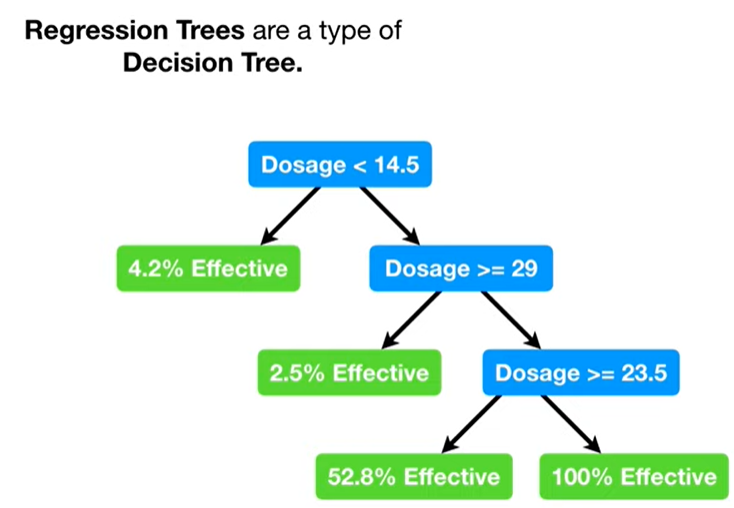 Regression Trees are a type of
Decision Tree.
Dosage < 14.5
4.2% Effective
Dosage >= 29
2.5% Effective
Dosage >= 23.5
52.8% Effective
100% Effective